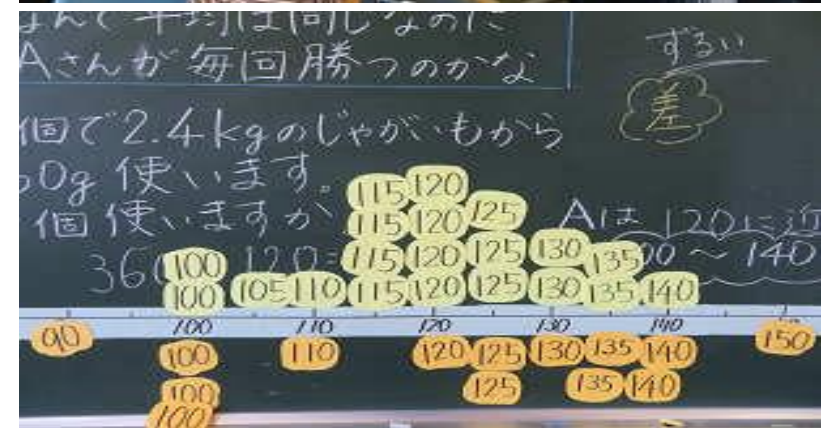 なんで平均は同じなのに
Aさんが毎回勝つのかな
ずるい
差
個で2.4kgのじゃがいもから
0g 使います。
個 使いますか
Aは 120に近
00〜140
36 120=
115 120
115 120 125
100 115 120 125 130 135
100 105 110 115 120 125 130 135 140
100 110 120 130 140
90 100 110 120 125 130 135 140 150
100 125 135 140
100